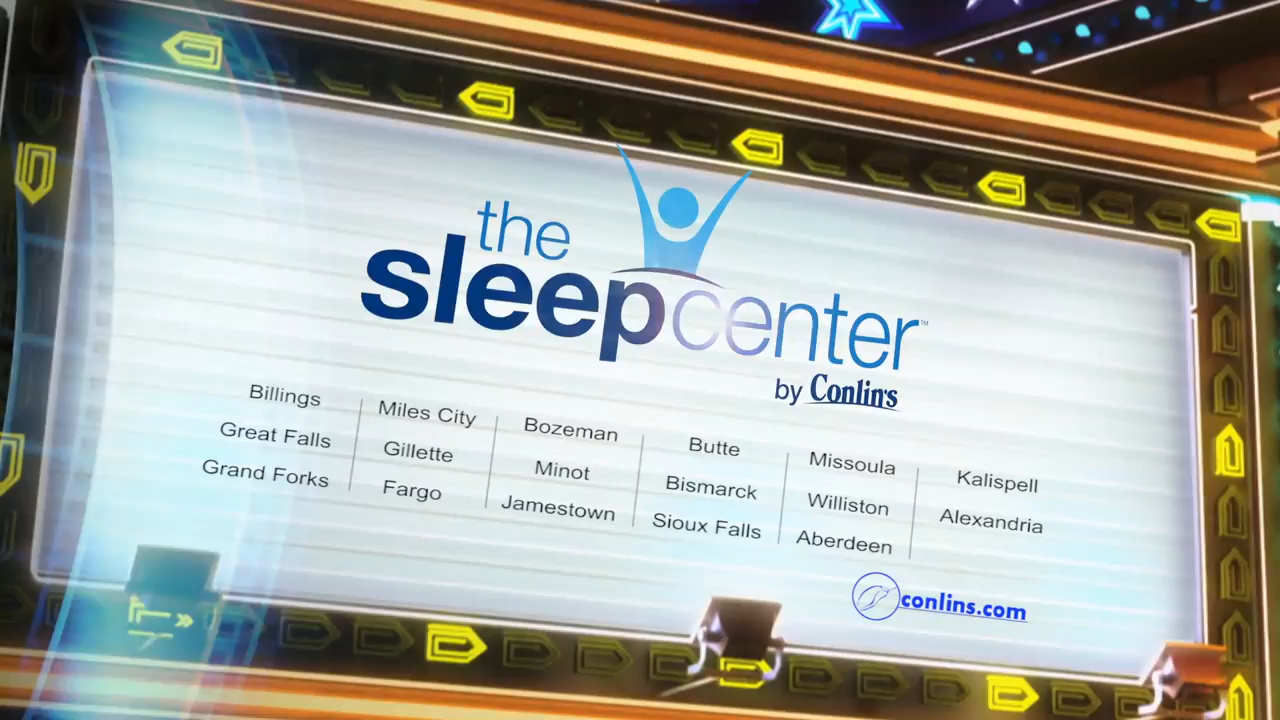 the
sleepcenter™
by Conlin's
Billings Miles City Bozeman Butte Missoula Kalispell
Great Falls Gillette Minot Bismarck Williston Alexandria
Grand Forks Fargo Jamestown Sioux Falls Aberdeen
conlins.com